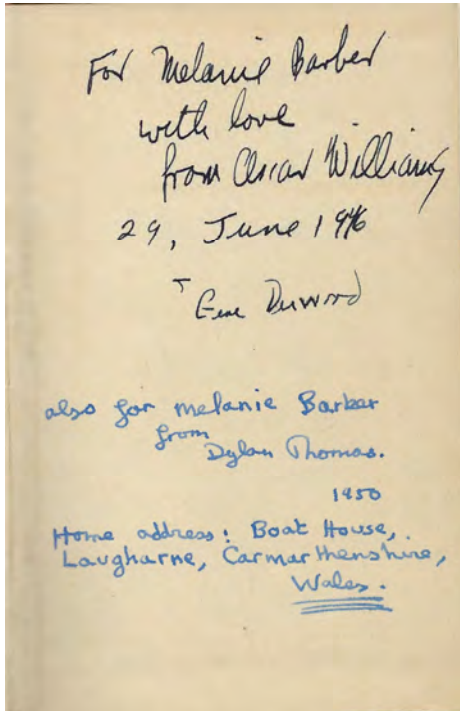 For Melanie Barber
with love
from Oscar Williams
29, June 1946
+ Gene Derwood
also for Melanie Barber
from
Dylan Thomas.
1950
Home address: Boat House,
Laugharne, Carmarthenshire,
Wales.